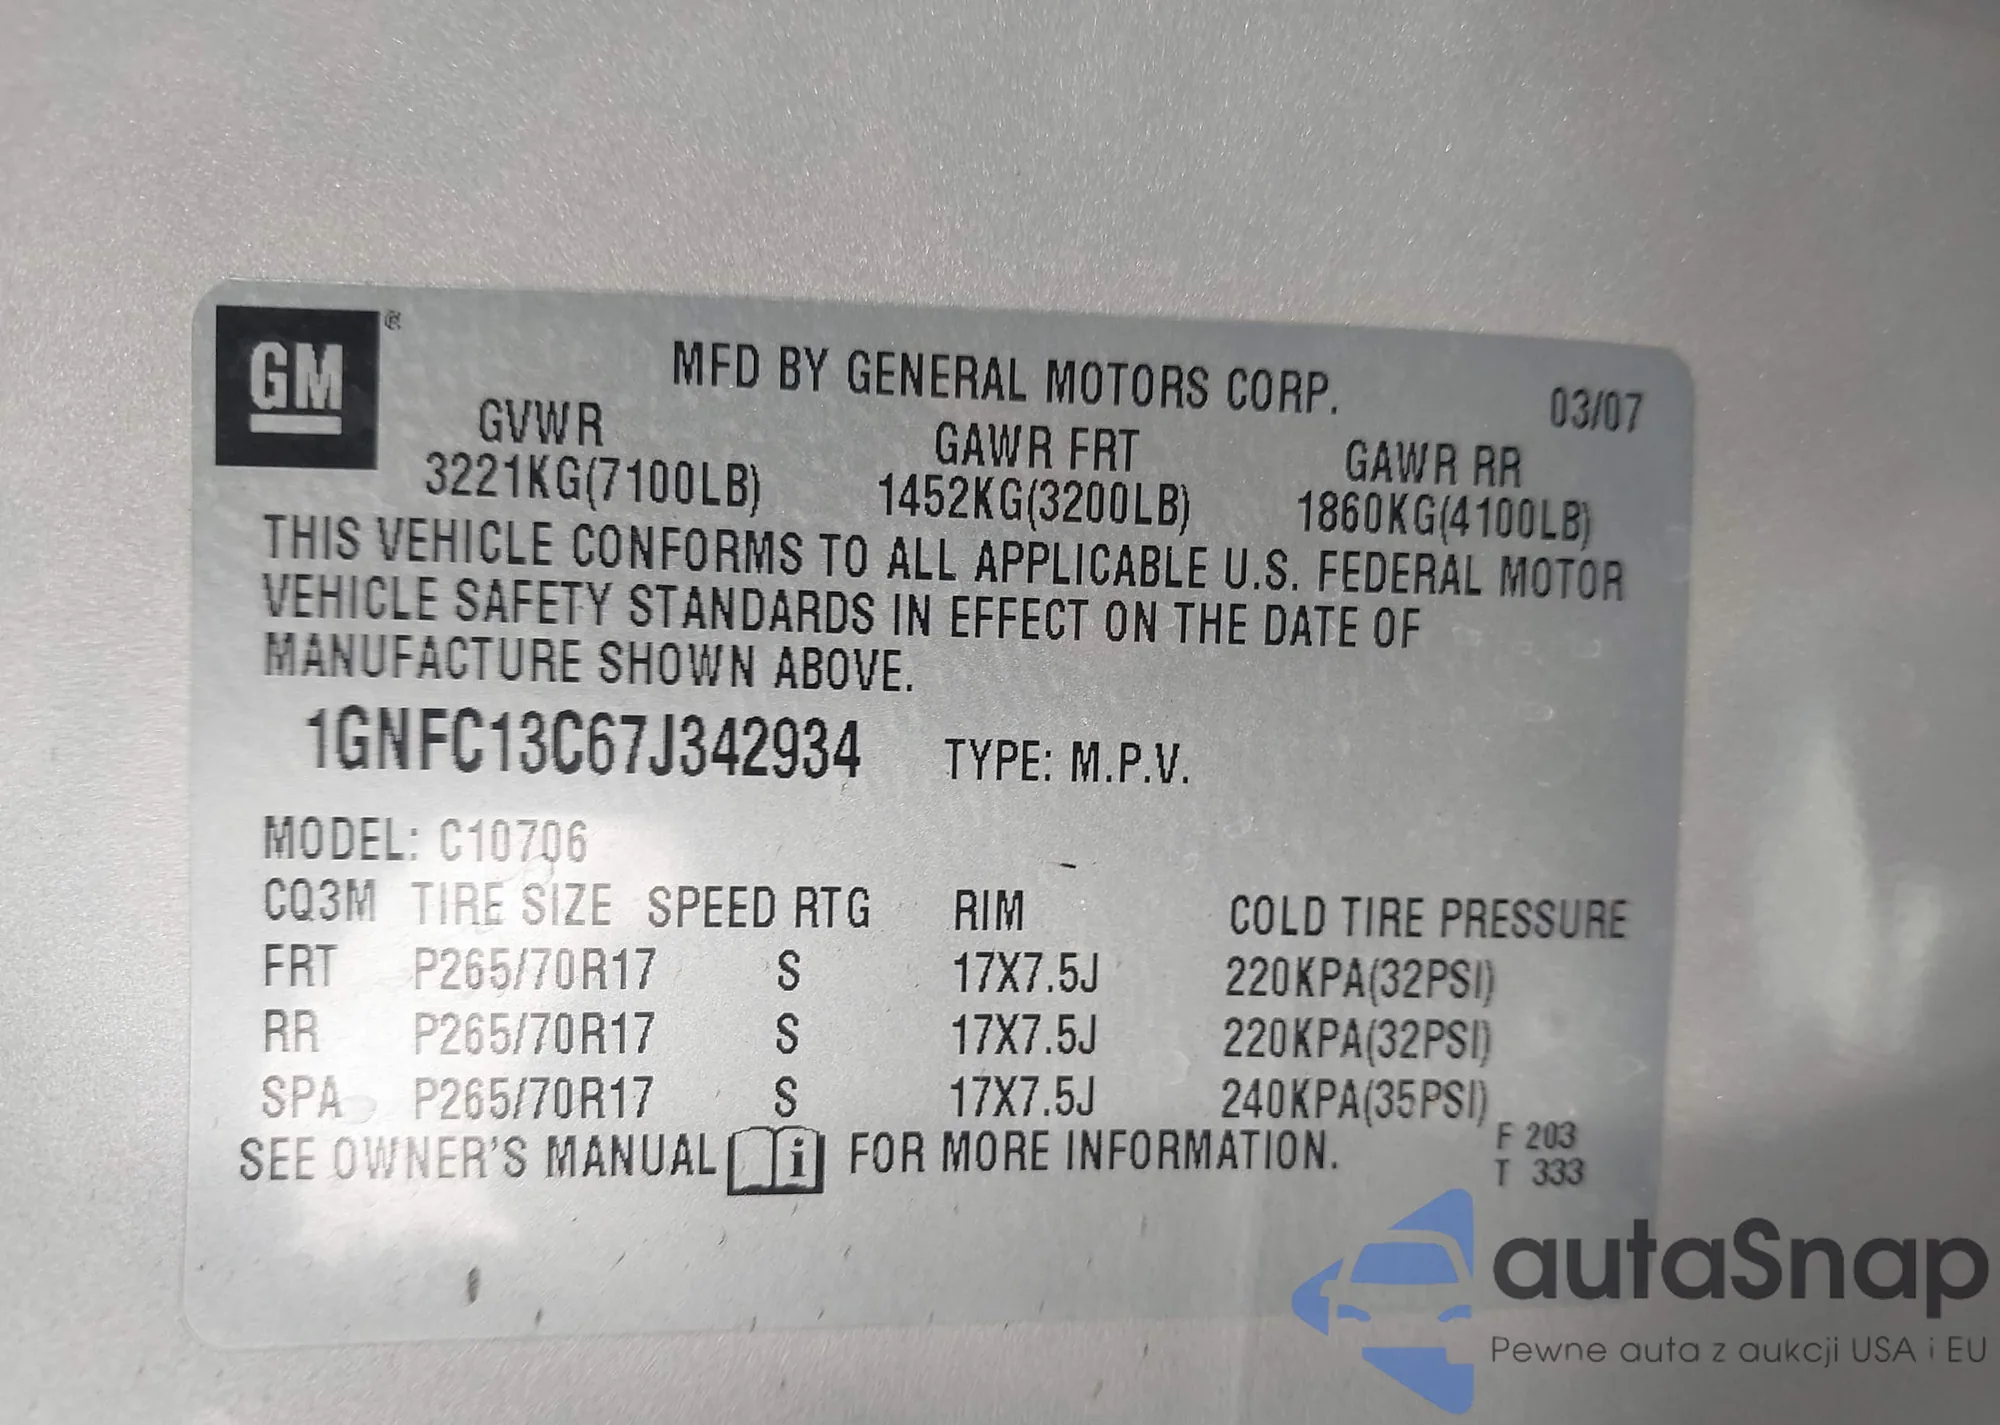 GM ®
MFD BY GENERAL MOTORS CORP. 03/07
GVWR GAWR FRT GAWR RR
3221KG(7100LB) 1452KG(3200LB) 1860KG(4100LB)
THIS VEHICLE CONFORMS TO ALL APPLICABLE U.S. FEDERAL MOTOR
VEHICLE SAFETY STANDARDS IN EFFECT ON THE DATE OF
MANUFACTURE SHOWN ABOVE.
1GNFC13C67J342934 TYPE: M.P.V.
MODEL: C10706
CQ3M TIRE SIZE SPEED RTG RIM COLD TIRE PRESSURE
FRT P265/70R17 S 17X7.5J 220KPA(32PSI)
RR P265/70R17 S 17X7.5J 220KPA(32PSI)
SPA P265/70R17 S 17X7.5J 240KPA(35PSI)
SEE OWNER'S MANUAL i FOR MORE INFORMATION.
F 203
T 333
autaSnap
Pewne auta z aukcji USA i EU